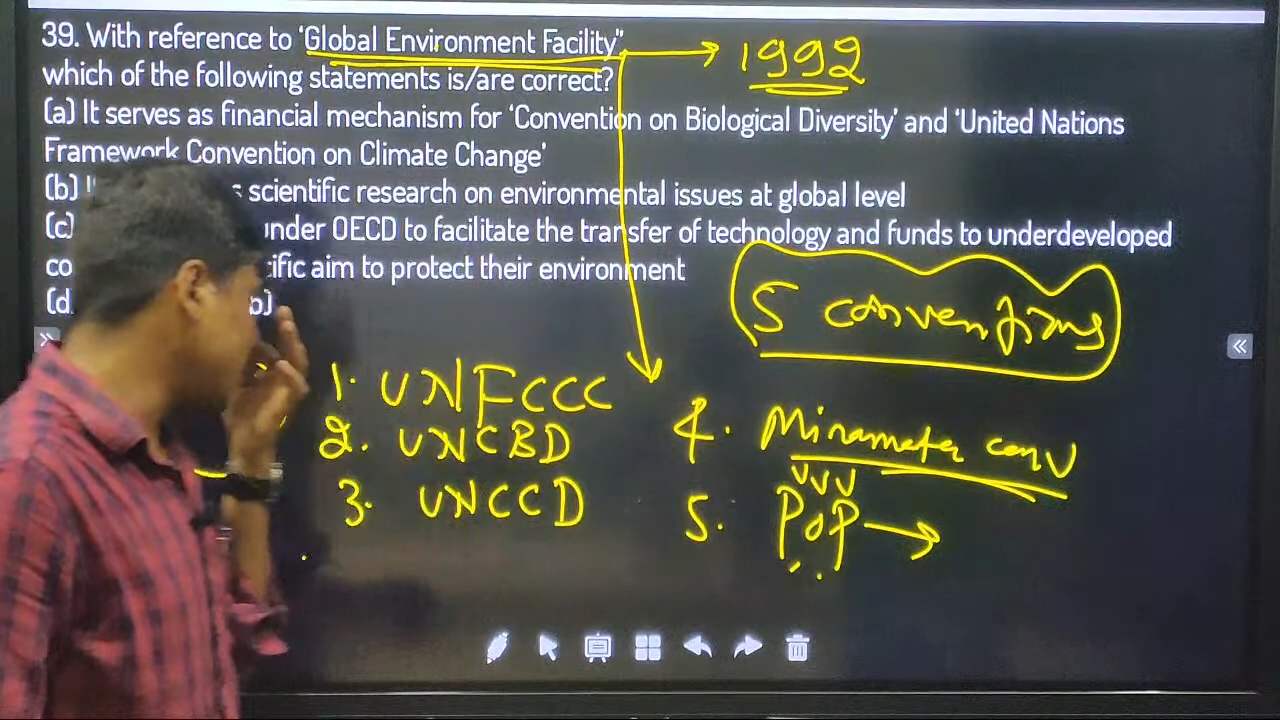 39. With reference to 'Global Environment Facility" → 1992
which of the following statements is/are correct?
(a) It serves as financial mechanism for 'Convention on Biological Diversity' and 'United Nations
Framework Convention on Climate Change'
(b) scientific research on environmental issues at global level
(c) under OECD to facilitate the transfer of technology and funds to underdeveloped
aim to protect their environment
(d
5 conventions
1. UNFCCC
2. UNCBD
3. UNCCD
4. conv
5. POP →